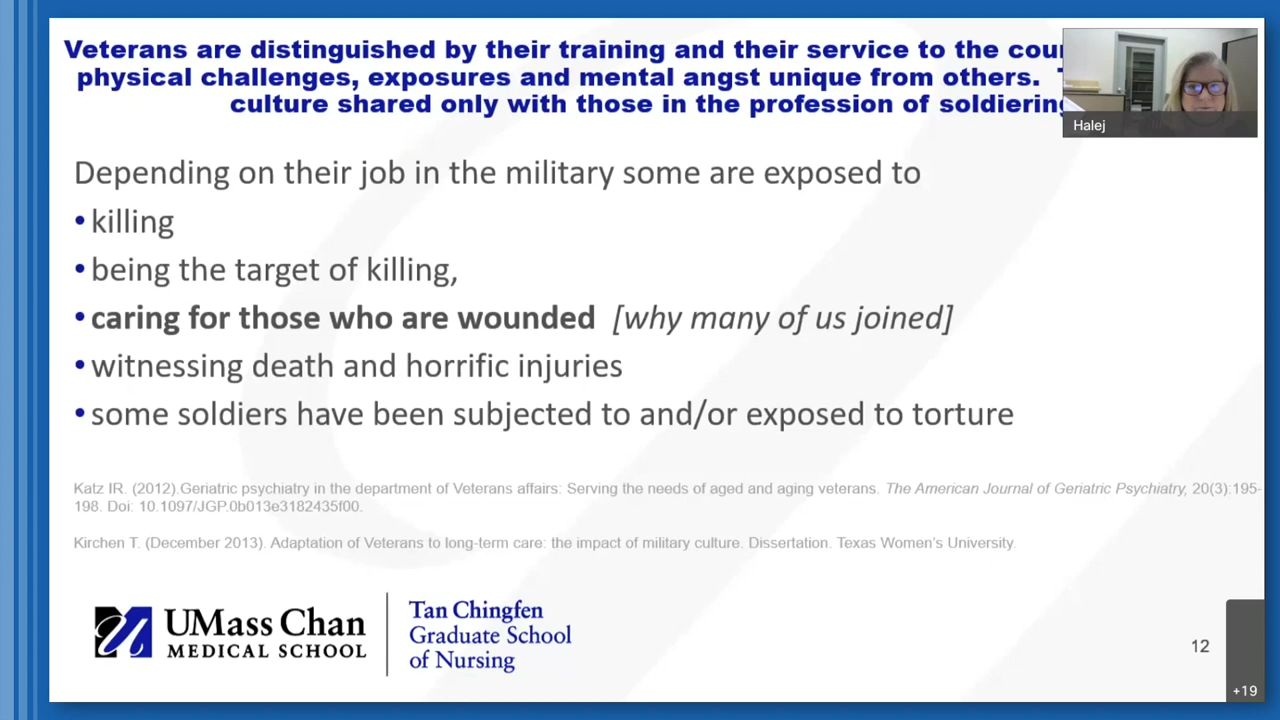 Veterans are distinguished by their training and their service to the
physical challenges, exposures and mental angst unique from others.
culture shared only with those in the profession of soldiering
Halej
Depending on their job in the military some are exposed to
•killing
•being the target of killing,
•caring for those who are wounded [why many of us joined]
•witnessing death and horrific injuries
•some soldiers have been subjected to and/or exposed to torture
Katz IR. (2012).Geriatric psychiatry in the department of Veterans affairs: Serving the needs of aged and aging veterans. The American Journal of Geriatric Psychiatry, 20(3):195-
198. Doi: 10.1097/JGP.0b013e3182435f00.
Kirchen T. (December 2013). Adaptation of Veterans to long-term care: the impact of military culture. Dissertation. Texas Women's University.
UMass Chan
MEDICAL SCHOOL
Tan Chingfen
Graduate School
of Nursing
12
+19